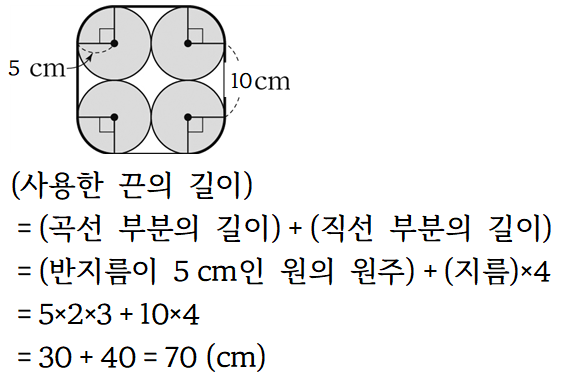 5 cm
10 cm
(사용한 끈의 길이)
= (곡선 부분의 길이) + (직선 부분의 길이)
= (반지름이 5 cm인 원의 원주) + (지름)×4
= 5×2×3 + 10×4
= 30 + 40 = 70 (cm)